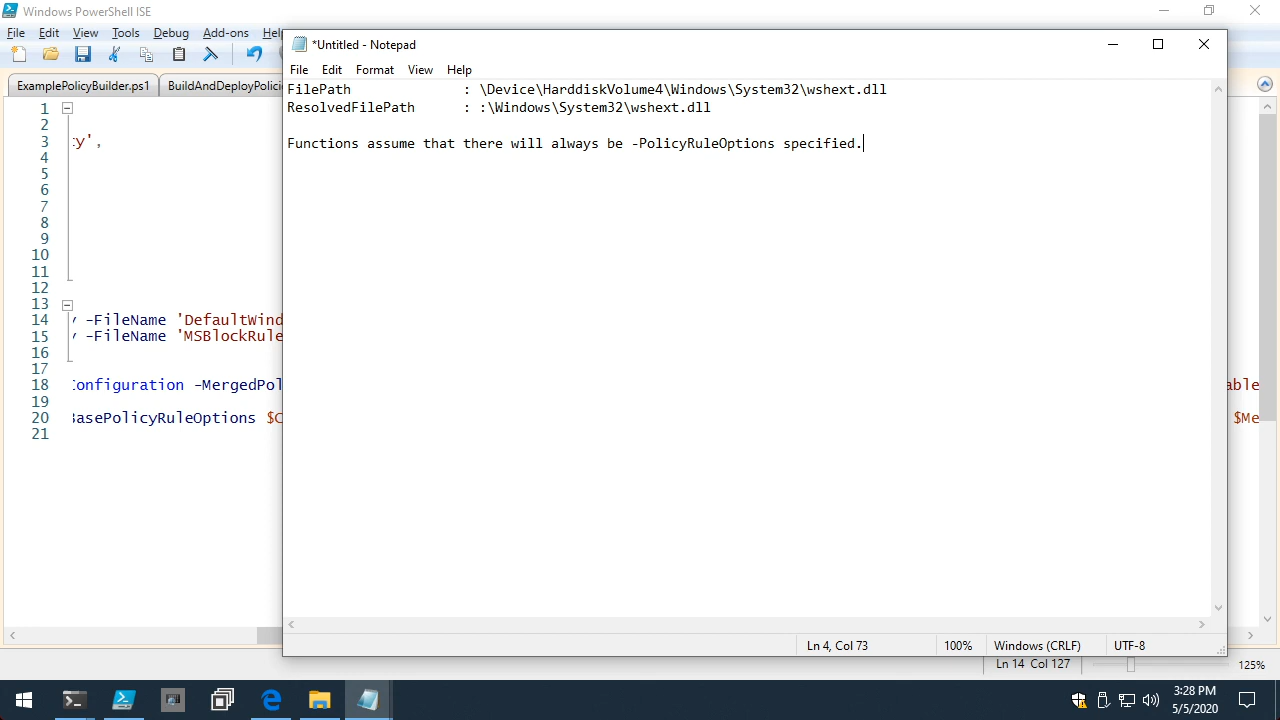 Windows PowerShell ISE
File Edit View Tools Debug Add-ons Help
ExamplePolicyBuilder.ps1
*Untitled - Notepad
File Edit Format View Help
FilePath : \Device\HarddiskVolume4\Windows\System32\wshext.dll
ResolvedFilePath : :\Windows\System32\wshext.dll
Functions assume that there will always be -PolicyRuleOptions specified.
1
2
3 :y',
4
5
6
7
8
9
10
11
12
13
14 -FileName 'DefaultWind
15 -FileName 'MSBlockRule
16
17
18 onfiguration -MergedPol able
19
20 BasePolicyRuleOptions $C $Me
21
Ln 4, Col 73 100% Windows (CRLF) UTF-8
Ln 14 Col 127 125%
3:28 PM
5/5/2020